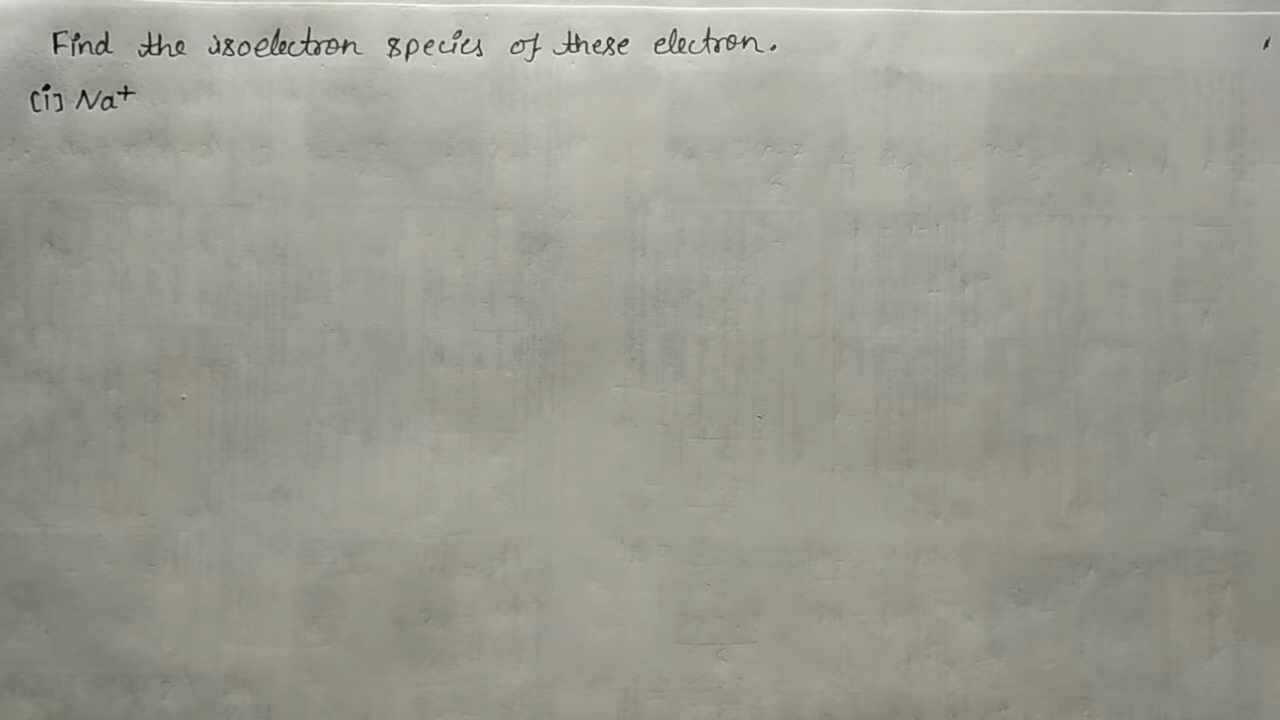 Find the isoelectron species of these electron.
[i] Na⁺